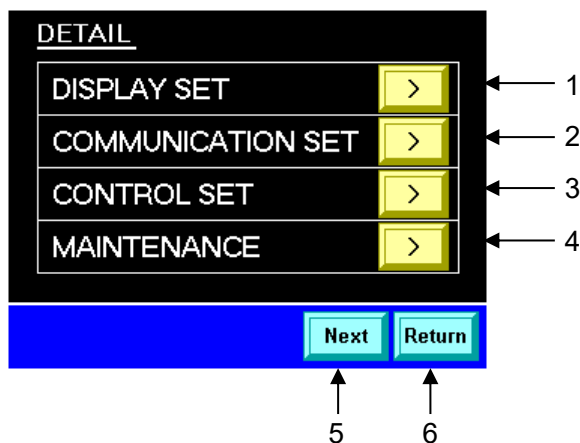 DETAIL
DISPLAY SET > 1
COMMUNICATION SET > 2
CONTROL SET > 3
MAINTENANCE > 4
Next Return
5 6